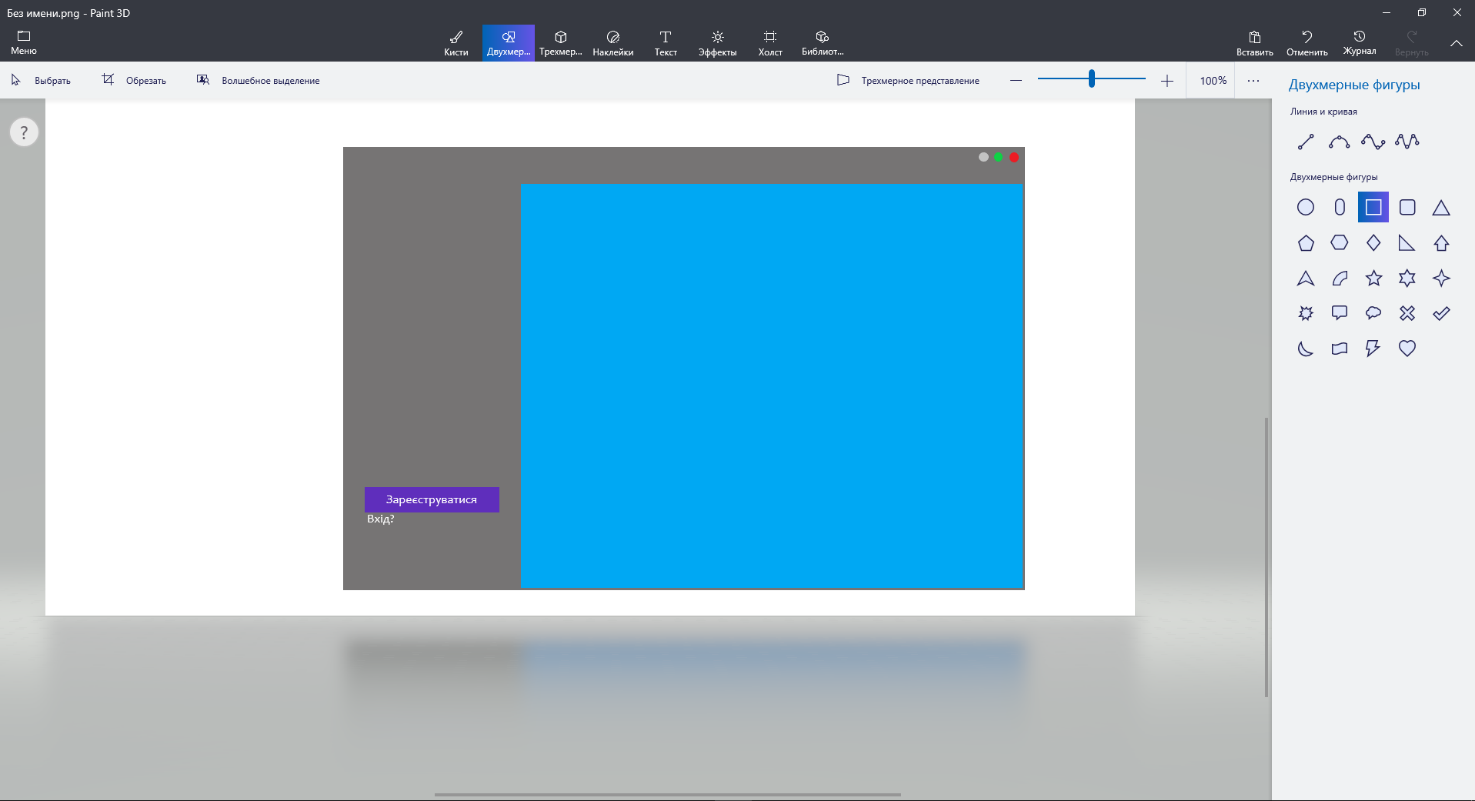 Без имени.png - Paint 3D
Меню
Кисти
Двухмер...
Трехмер...
Наклейки
Текст
Эффекты
Холст
Библиот...
Вставить
Отменить
Журнал
Вернуть
Выбрать
Обрезать
Волшебное выделение
Трехмерное представление
100%
Двухмерные фигуры
Линия и кривая
Двухмерные фигуры
?
Зареєструватися
Вхід?